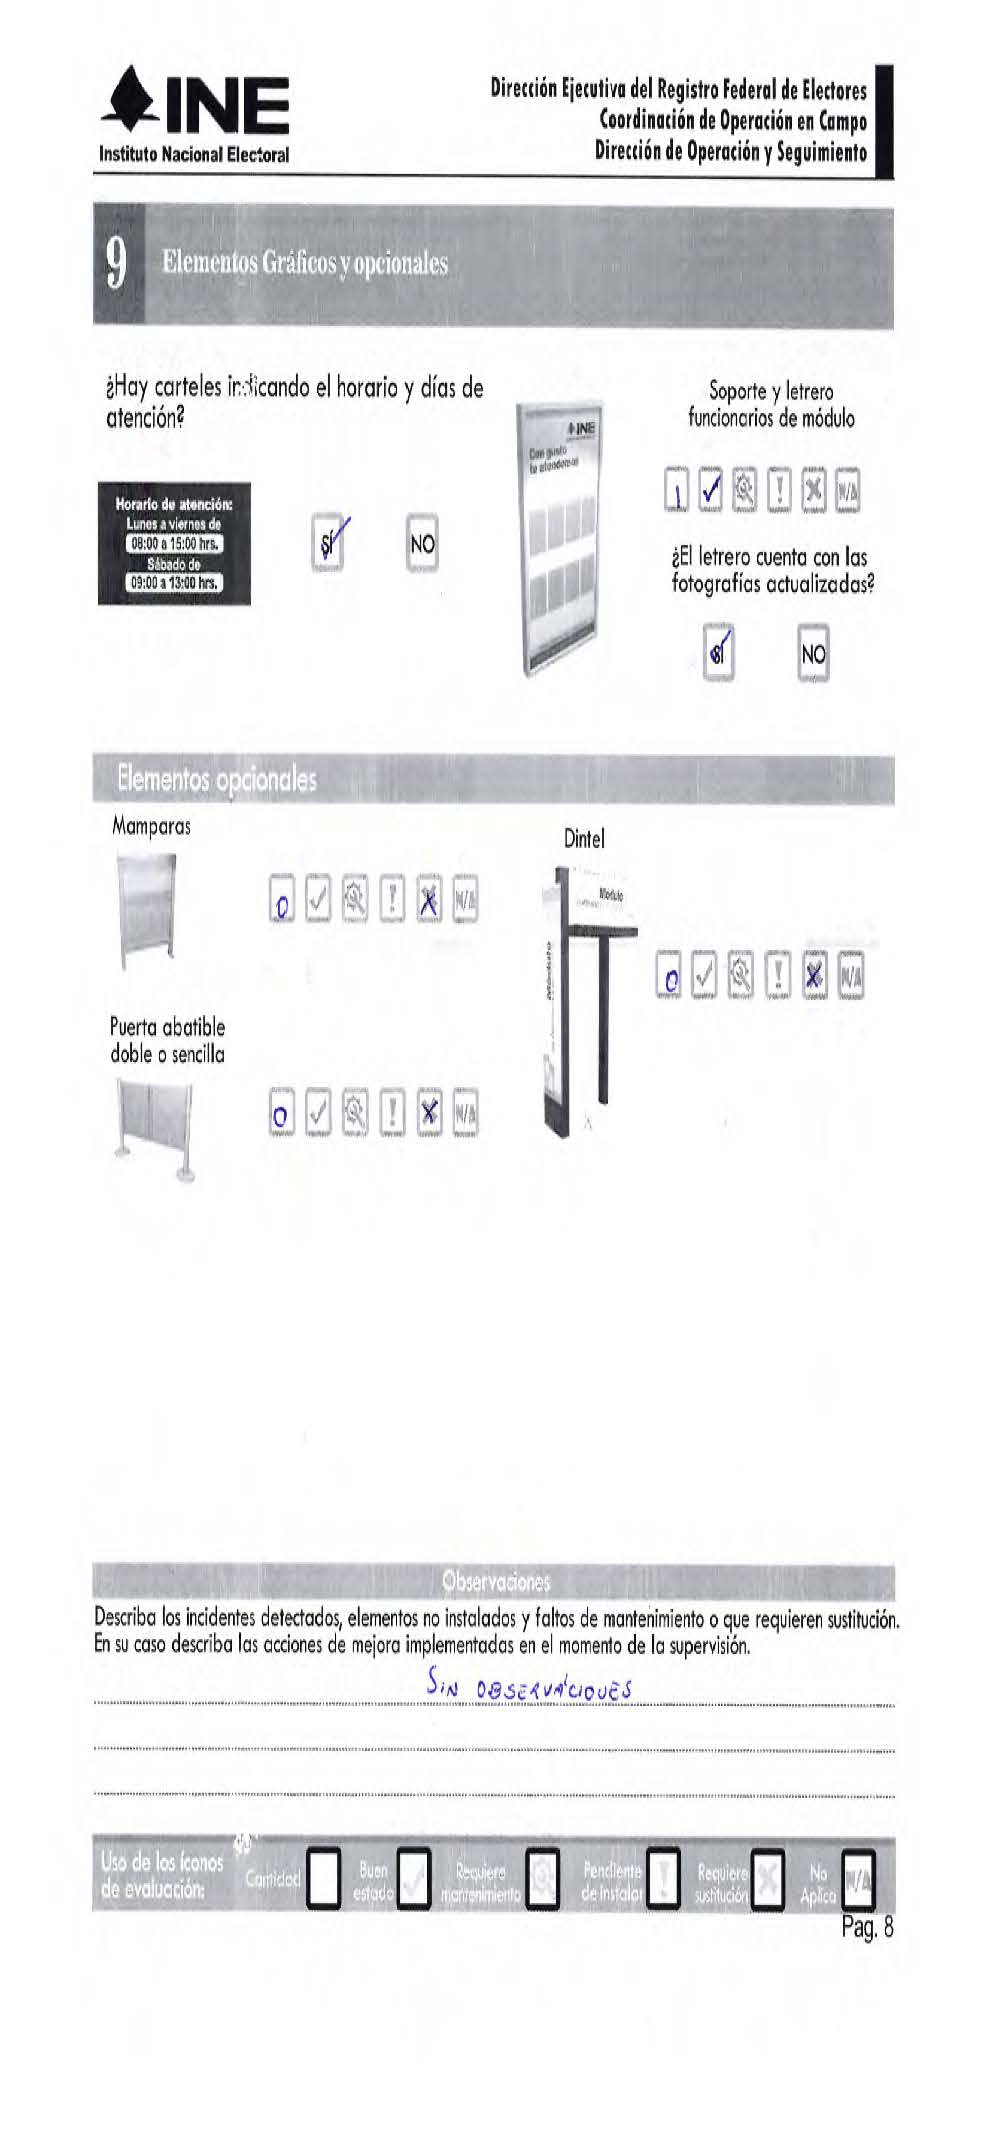 INE
Instituto Nacional Electoral
Dirección Ejecutiva del Registro Federal de Electores
Coordinación de Operación en Campo
Dirección de Operación y Seguimiento
9 Elementos Gráficos y opcionales
¿Hay carteles indicando el horario y días de
atención?
Horario de atención:
Lunes a viernes de
08:00 a 15:00 hrs.
Sábado de
09:00 a 13:00 hrs.
SÍ NO
INE
Con gusto
te atendemos
Soporte y letrero
funcionarios de módulo
1 N/A
¿El letrero cuenta con las
fotografías actualizadas?
SÍ NO
Elementos opcionales
Mamparas
0 ! N/A
Dintel
Modulo
Módulo
0 ! N/A
Puerta abatible
doble o sencilla
0 ! N/A
Observaciones
Describa los incidentes detectados, elementos no instalados y faltos de mantenimiento o que requieren sustitución.
En su caso describa las acciones de mejora implementadas en el momento de la supervisión.
SIN OBSERVACIONES
Uso de los íconos
de evaluación:
Cantidad
Buen
estado
Requiere
mantenimiento
Pendiente
de instalar
Requiere
sustitución
No
Aplica
N/A
Pag. 8